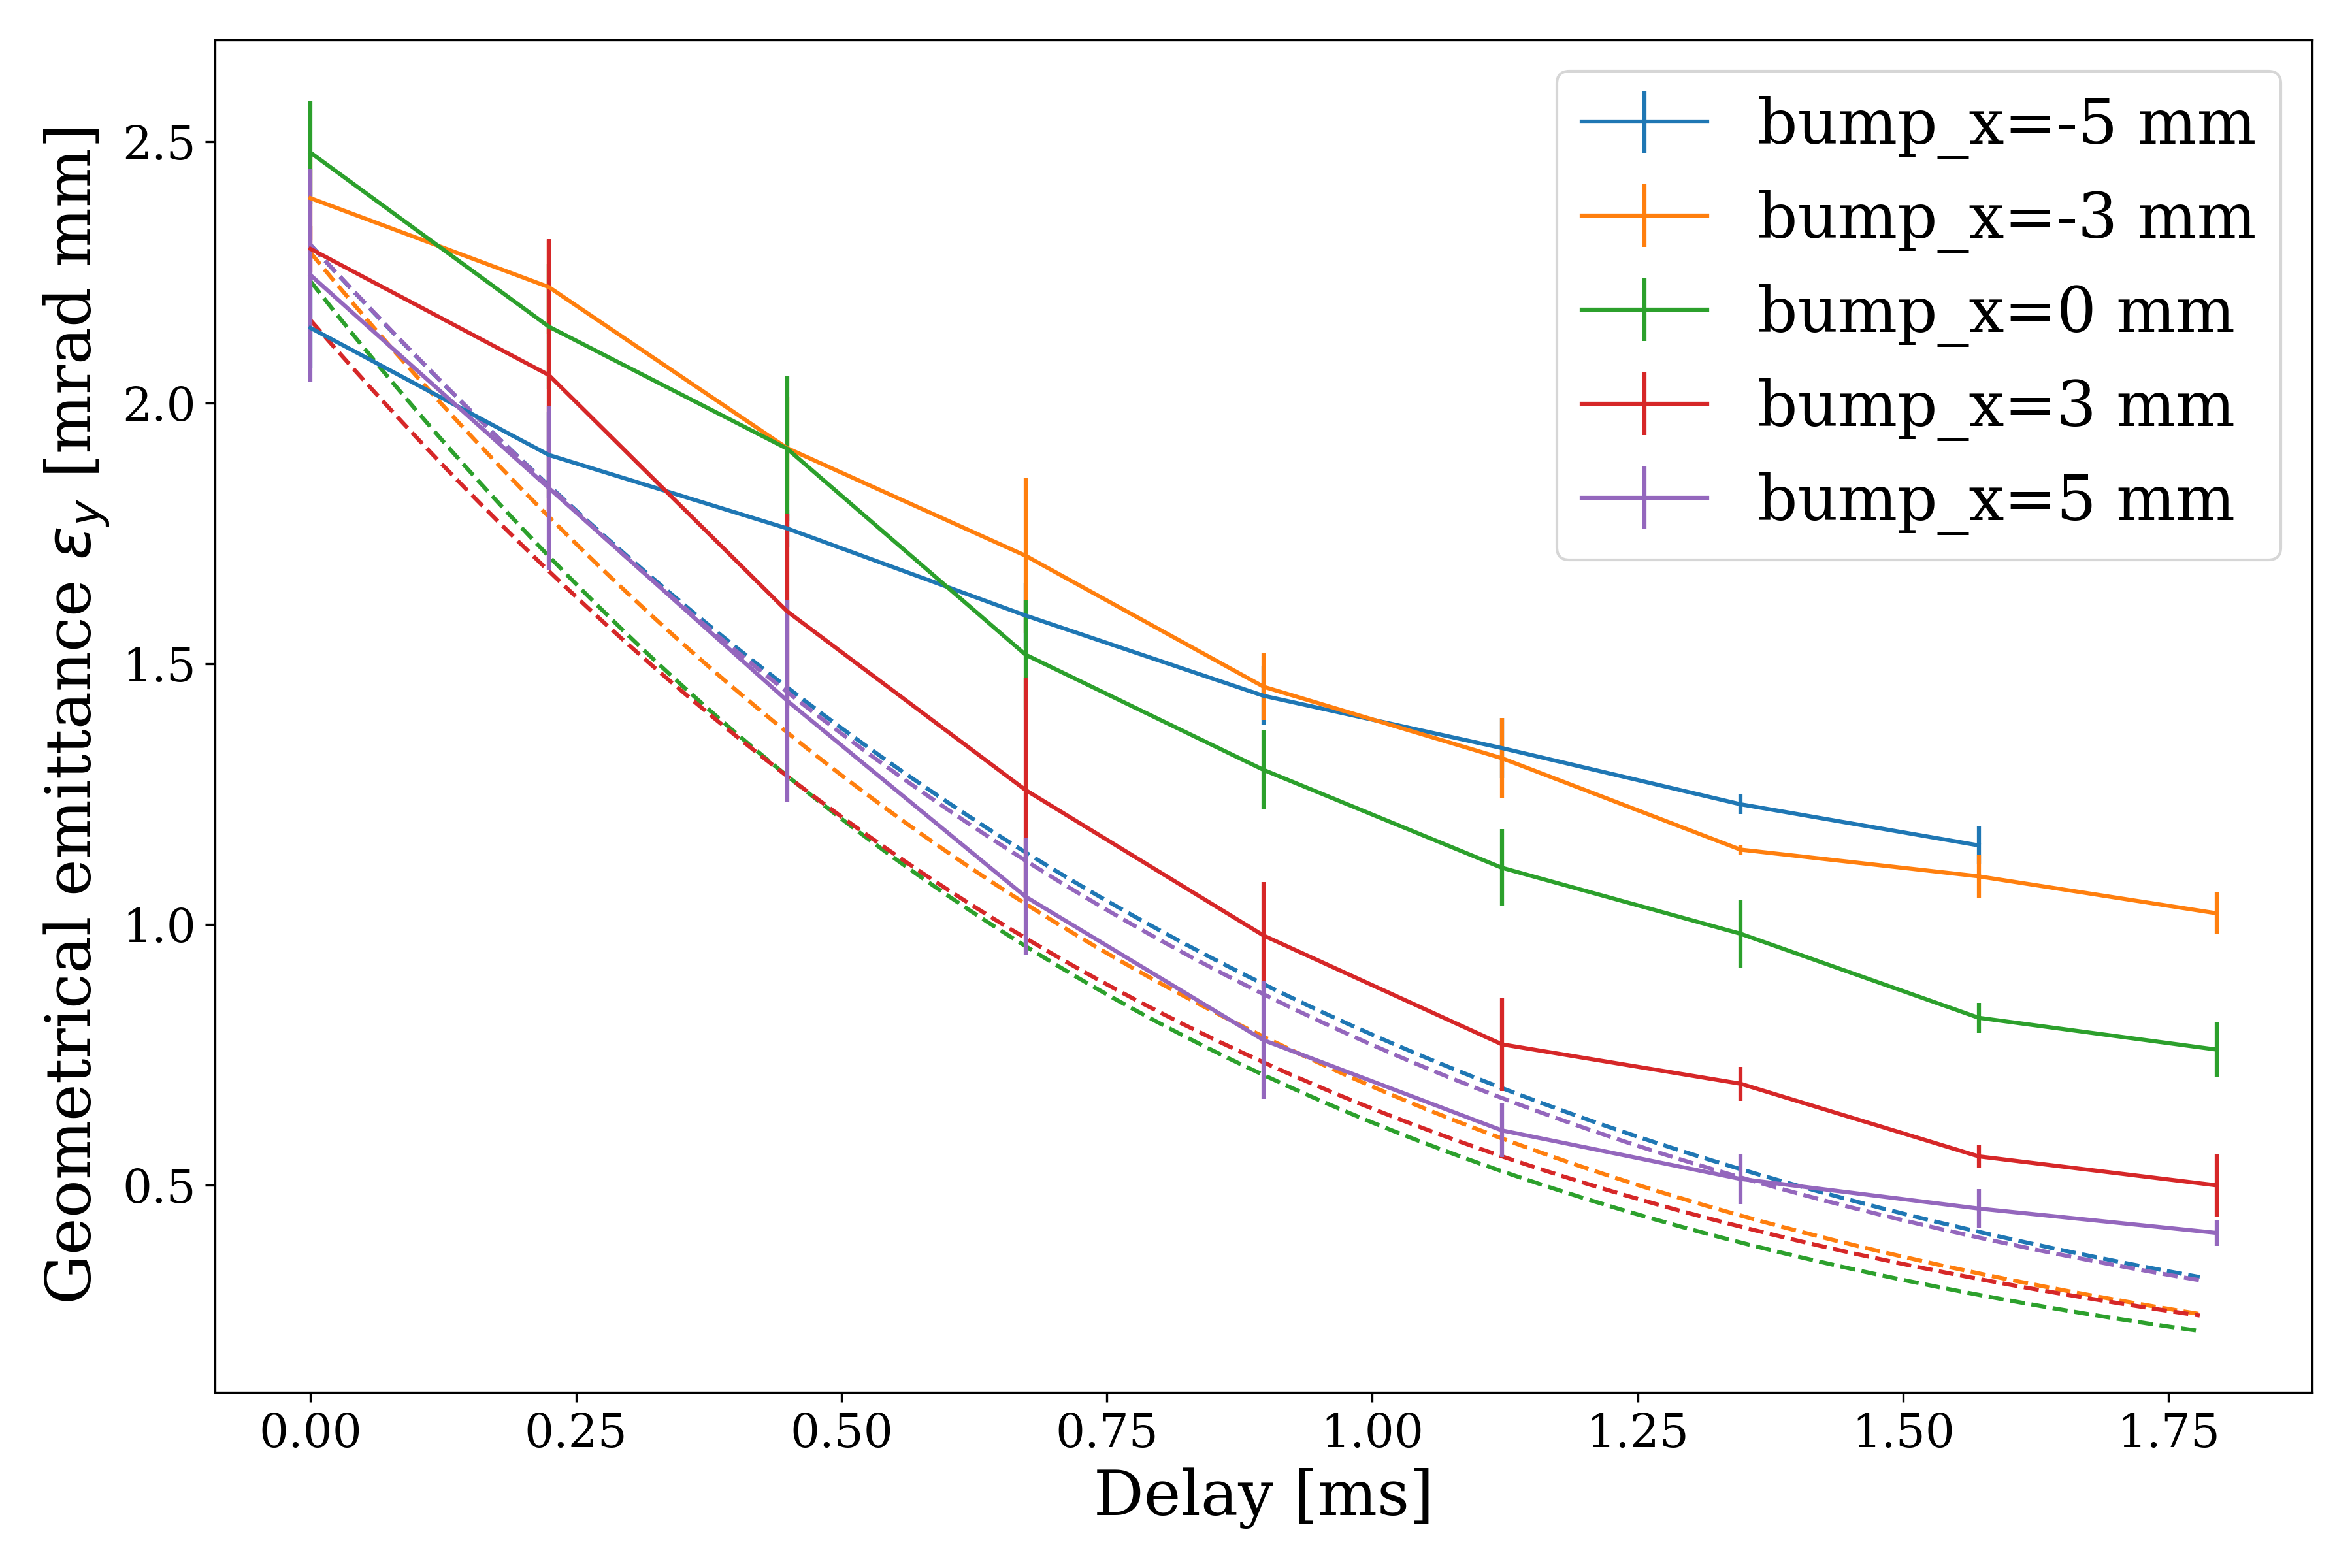 bump_x=-5 mm
bump_x=-3 mm
bump_x=0 mm
bump_x=3 mm
bump_x=5 mm
Geometrical emittance εy [mrad mm]
2.5
2.0
1.5
1.0
0.5
0.00 0.25 0.50 0.75 1.00 1.25 1.50 1.75
Delay [ms]